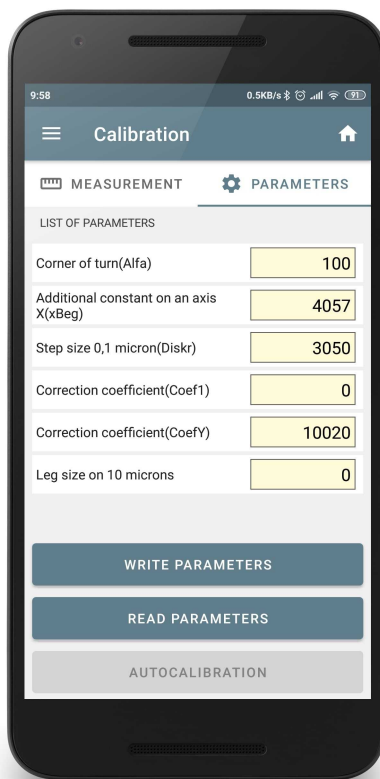 9:58 0.5KB/s 91
Calibration
MEASUREMENT PARAMETERS
LIST OF PARAMETERS
Corner of turn(Alfa) 100
Additional constant on an axis
X(xBeg) 4057
Step size 0,1 micron(Diskr) 3050
Correction coefficient(Coef1) 0
Correction coefficient(CoefY) 10020
Leg size on 10 microns 0
WRITE PARAMETERS
READ PARAMETERS
AUTOCALIBRATION